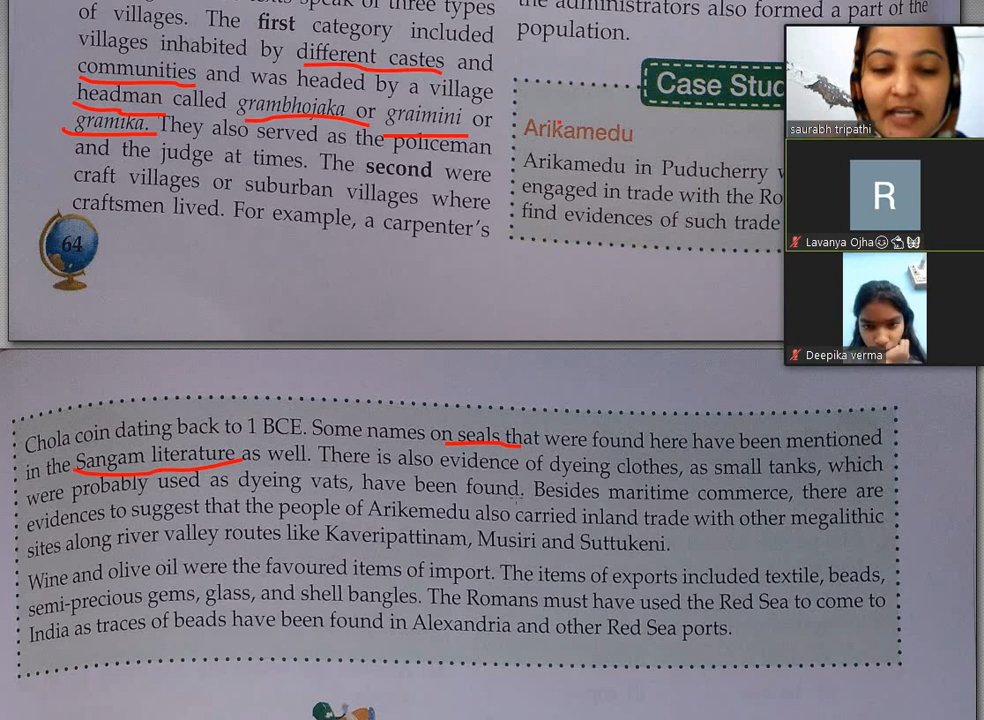 of villages. The first category included
villages inhabited by different castes and
communities and was headed by a village
headman called grambhojaka or graimini or
gramika. They also served as the policeman
and the judge at times. The second were
craft villages or suburban villages where
craftsmen lived. For example, a carpenter's
64
the administrators also formed a part of the
population.
Case
Arikamedu
Arikamedu in Puducherry
engaged in trade with the
find evidences of such trade
saurabh tripathi
R
Lavanya Ojha
Deepika verma
Chola coin dating back to 1 BCE. Some names on seals that were found here have been mentioned
in the Sangam literature as well. There is also evidence of dyeing clothes, as small tanks, which
were probably used as dyeing vats, have been found. Besides maritime commerce, there are
evidences to suggest that the people of Arikemedu also carried inland trade with other megalithic
sites along river valley routes like Kaveripattinam, Musiri and Suttukeni.
Wine and olive oil were the favoured items of import. The items of exports included textile, beads,
semi-precious gems, glass, and shell bangles. The Romans must have used the Red Sea to come to
India as traces of beads have been found in Alexandria and other Red Sea ports.